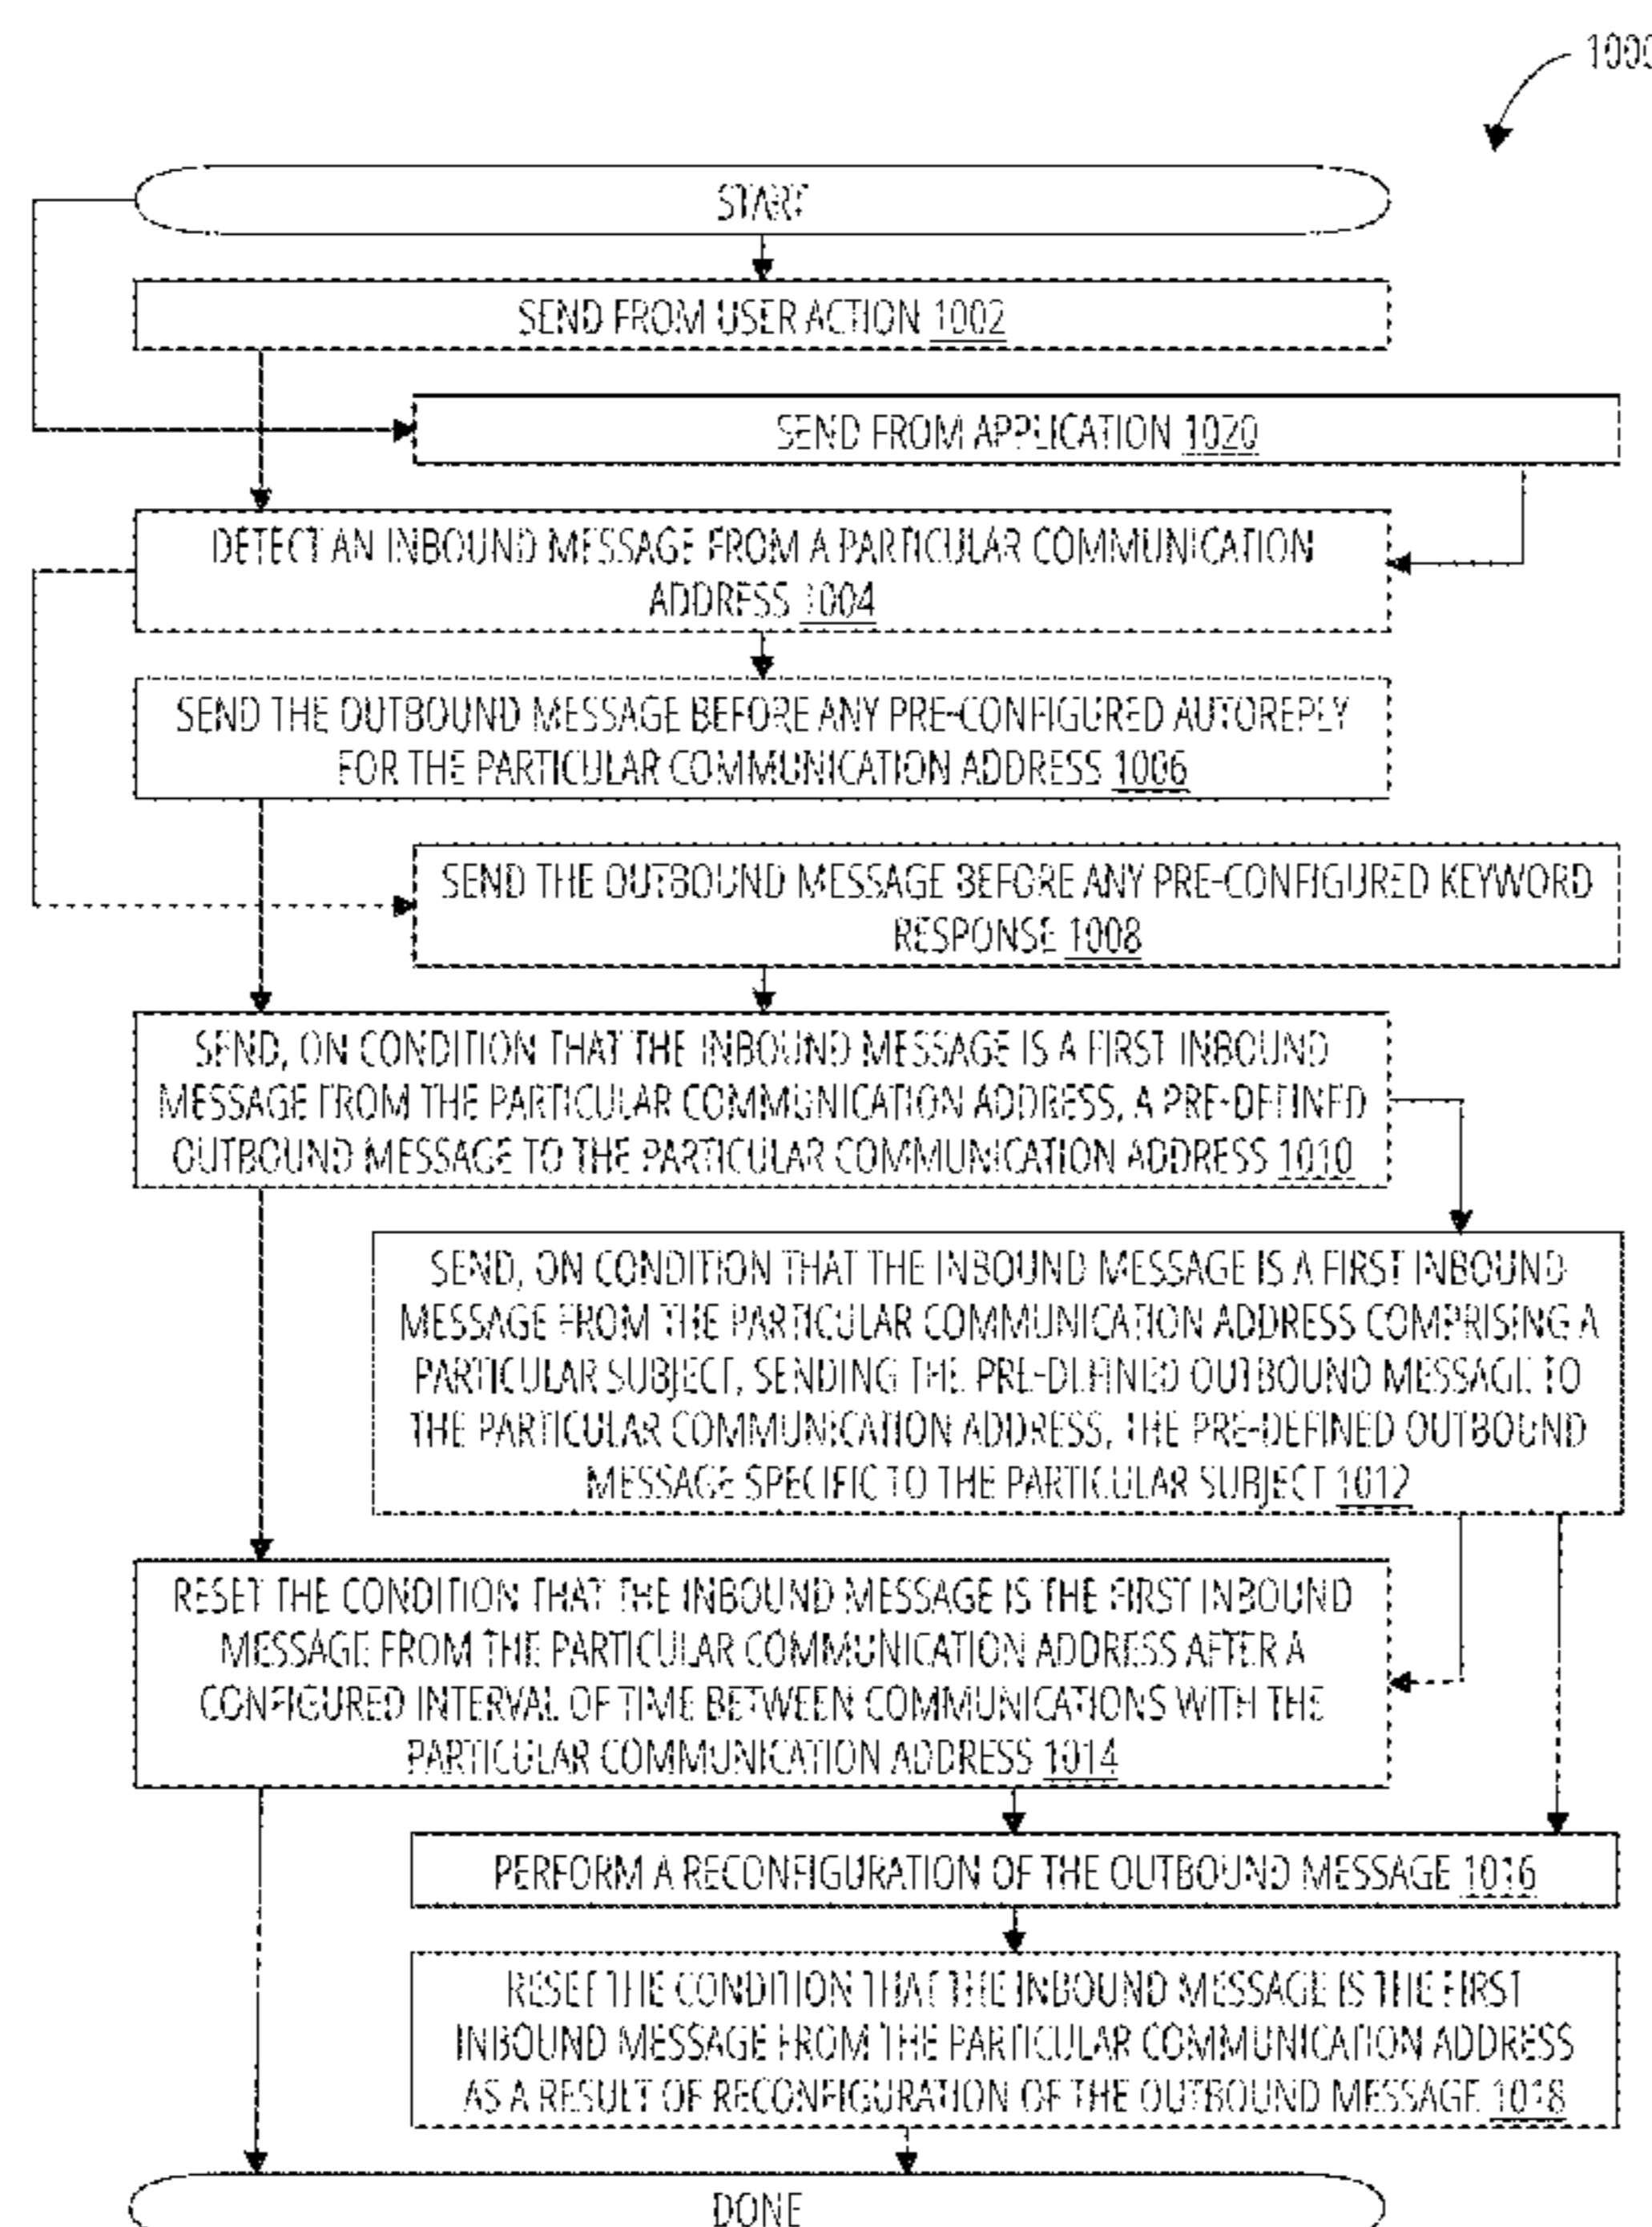 1000
START
SEND FROM USER ACTION 1002
SEND FROM APPLICATION 1020
DETECT AN INBOUND MESSAGE FROM A PARTICULAR COMMUNICATION
ADDRESS 1004
SEND THE OUTBOUND MESSAGE BEFORE ANY PRE-CONFIGURED AUTOREPLY
FOR THE PARTICULAR COMMUNICATION ADDRESS 1006
SEND THE OUTBOUND MESSAGE BEFORE ANY PRE-CONFIGURED KEYWORD
RESPONSE 1008
SEND, ON CONDITION THAT THE INBOUND MESSAGE IS A FIRST INBOUND
MESSAGE FROM THE PARTICULAR COMMUNICATION ADDRESS, A PRE-DEFINED
OUTBOUND MESSAGE TO THE PARTICULAR COMMUNICATION ADDRESS 1010
SEND, ON CONDITION THAT THE INBOUND MESSAGE IS A FIRST INBOUND
MESSAGE FROM THE PARTICULAR COMMUNICATION ADDRESS COMPRISING A
PARTICULAR SUBJECT, SENDING THE PRE-DEFINED OUTBOUND MESSAGE TO
THE PARTICULAR COMMUNICATION ADDRESS, THE PRE-DEFINED OUTBOUND
MESSAGE SPECIFIC TO THE PARTICULAR SUBJECT 1012
RESET THE CONDITION THAT THE INBOUND MESSAGE IS THE FIRST INBOUND
MESSAGE FROM THE PARTICULAR COMMUNICATION ADDRESS AFTER A
CONFIGURED INTERVAL OF TIME BETWEEN COMMUNICATIONS WITH THE
PARTICULAR COMMUNICATION ADDRESS 1014
PERFORM A RECONFIGURATION OF THE OUTBOUND MESSAGE 1016
RESET THE CONDITION THAT THE INBOUND MESSAGE IS THE FIRST
INBOUND MESSAGE FROM THE PARTICULAR COMMUNICATION ADDRESS
AS A RESULT OF RECONFIGURATION OF THE OUTBOUND MESSAGE 1018
DONE